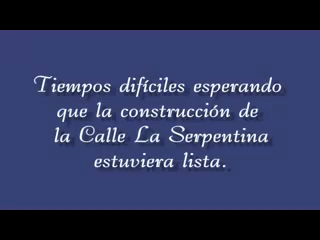 Tiempos difíciles esperando
que la construcción de
la Calle La Serpentina
estuviera lista.